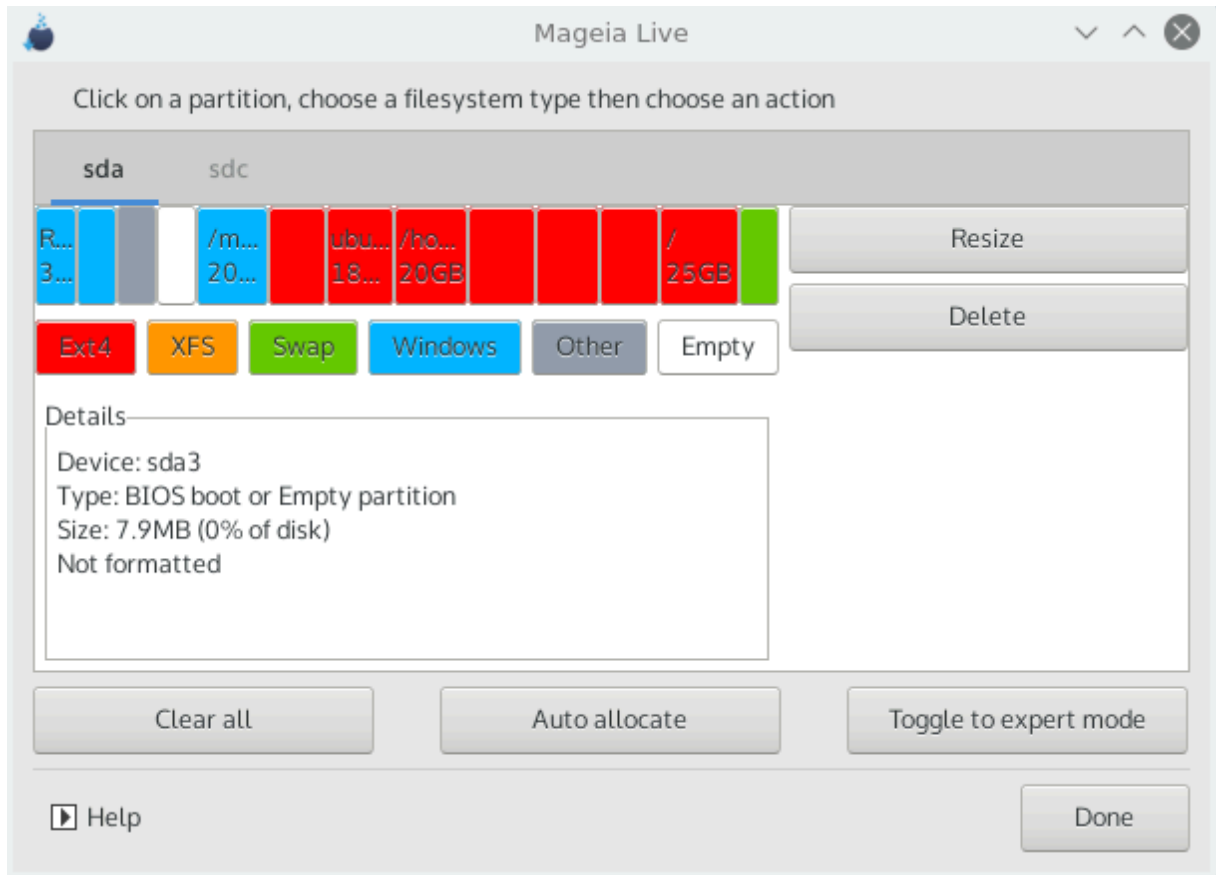 Mageia Live
Click on a partition, choose a filesystem type then choose an action
sda sdc
R... /m... ubu... /ho... /
3... 20... 18... 20GB 25GB
Resize
Delete
Ext4 XFS Swap Windows Other Empty
Details
Device: sda3
Type: BIOS boot or Empty partition
Size: 7.9MB (0% of disk)
Not formatted
Clear all Auto allocate Toggle to expert mode
Help Done